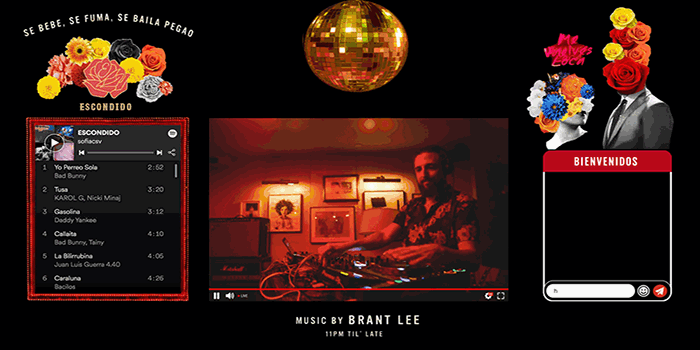 SE BEBE, SE FUMA, SE BAILA PEGAO
ESCONDIDO
ESCONDIDO
sofiacsv
1 Yo Perreo Sola 2:52
Bad Bunny
2 Tusa 3:20
KAROL G, Nicki Minaj
3 Gasolina 3:12
Daddy Yankee
4 Callaita 4:10
Bad Bunny, Tainy
5 La Bilirrubina 4:05
Juan Luis Guerra 4.40
6 Caraluna 4:26
Bacilos
Marshall
LIVE
MUSIC BY BRANT LEE
11PM TIL' LATE
No
Loca
BIENVENIDOS
h